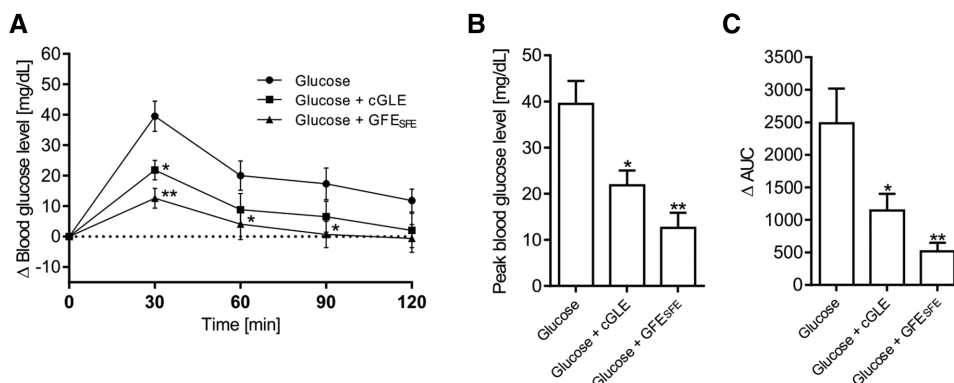 A
Δ Blood glucose level [mg/dL]
60
50
40
30
20
10
0
-10
Glucose
Glucose + cGLE
Glucose + GFESFE
*
**
*
*
0
30
60
90
120
Time [min]
B
Peak blood glucose level [mg/dL]
50
40
30
20
10
0
*
**
Glucose
Glucose + cGLE
Glucose + GFESFE
C
Δ AUC
3500
3000
2500
2000
1500
1000
500
0
*
**
Glucose
Glucose + cGLE
Glucose + GFESFE